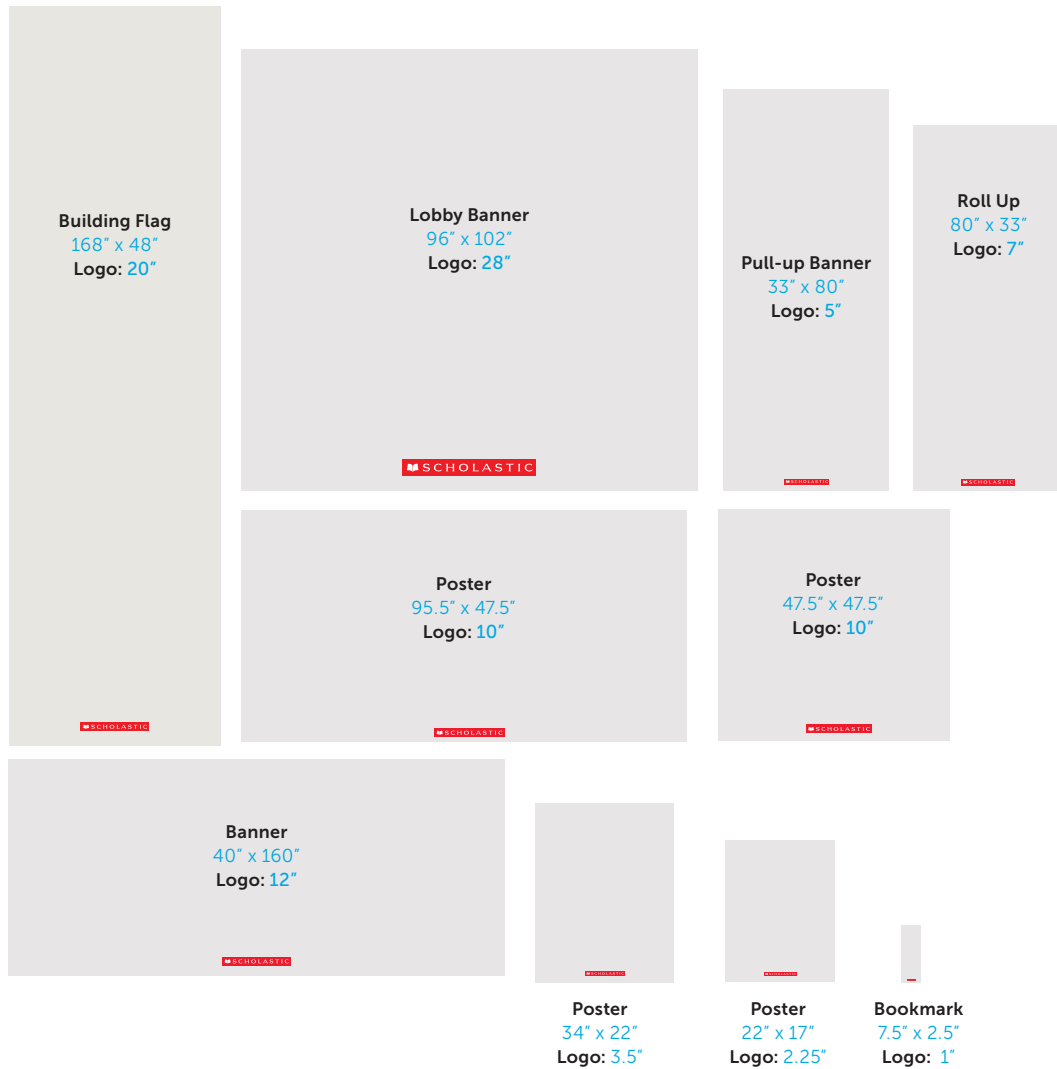 Building Flag
168” x 48”
Logo: 20”
SCHOLASTIC
Lobby Banner
96” x 102”
Logo: 28”
SCHOLASTIC
Pull-up Banner
33” x 80”
Logo: 5”
SCHOLASTIC
Roll Up
80” x 33”
Logo: 7”
SCHOLASTIC
Poster
95.5” x 47.5”
Logo: 10”
SCHOLASTIC
Poster
47.5” x 47.5”
Logo: 10”
SCHOLASTIC
Banner
40” x 160”
Logo: 12”
SCHOLASTIC
SCHOLASTIC
Poster
34” x 22”
Logo: 3.5”
SCHOLASTIC
Poster
22” x 17”
Logo: 2.25”
Bookmark
7.5” x 2.5”
Logo: 1”